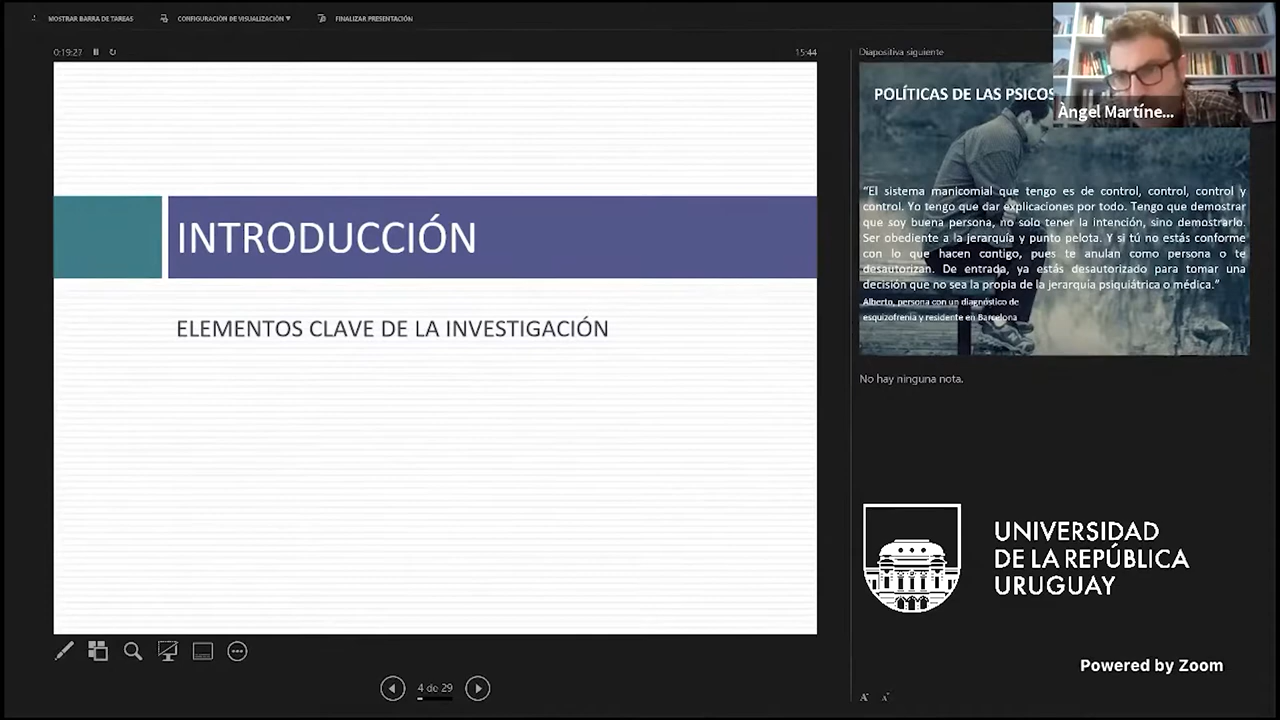 MOSTRAR BARRA DE TAREAS
CONFIGURACIÓN DE VISUALIZACIÓN ▼
FINALIZAR PRESENTACIÓN
0:19:27
15:44
INTRODUCCIÓN
ELEMENTOS CLAVE DE LA INVESTIGACIÓN
4 de 29
Diapositiva siguiente
POLÍTICAS DE LAS PSICOS
Àngel Martíne...
“El sistema manicomial que tengo es de control, control, control y
control. Yo tengo que dar explicaciones por todo. Tengo que demostrar
que soy buena persona, no solo tener la intención, sino demostrarlo.
Ser obediente a la jerarquía y punto pelota. Y si tú no estás conforme
con lo que hacen contigo, pues te anulan como persona o te
desautorizan. De entrada, ya estás desautorizado para tomar una
decisión que no sea la propia de la jerarquía psiquiátrica o médica.”
Alberto, persona con un diagnóstico de
esquizofrenia y residente en Barcelona
No hay ninguna nota.
UNIVERSIDAD
DE LA REPÚBLICA
URUGUAY
Powered by Zoom
A A